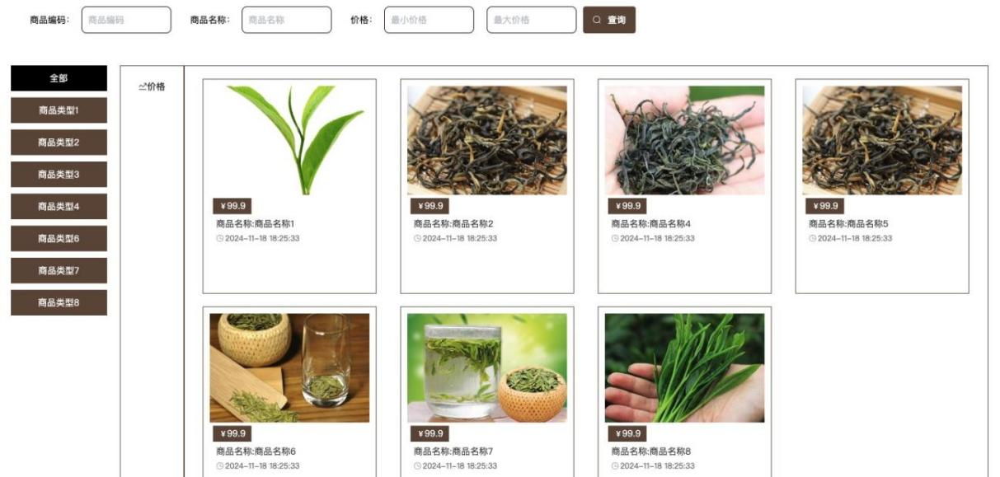 商品编码: 商品编码 商品名称: 商品名称 价格: 最小价格 最大价格 查询
全部
商品类型1
商品类型2
商品类型3
商品类型4
商品类型6
商品类型7
商品类型8
价格
¥99.9
商品名称:商品名称1
2024-11-18 18:25:33
¥99.9
商品名称:商品名称2
2024-11-18 18:25:33
¥99.9
商品名称:商品名称4
2024-11-18 18:25:33
¥99.9
商品名称:商品名称5
2024-11-18 18:25:33
¥99.9
商品名称:商品名称6
2024-11-18 18:25:33
¥99.9
商品名称:商品名称7
2024-11-18 18:25:33
¥99.9
商品名称:商品名称8
2024-11-18 18:25:33